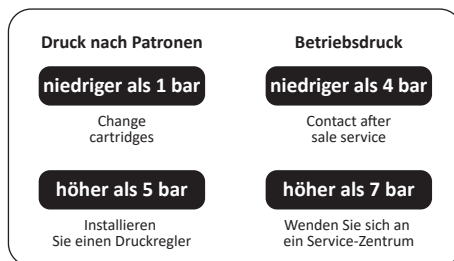 Druck nach Patronen
niedriger als 1 bar
Change
cartridges
höher als 5 bar
Installieren
Sie einen Druckregler
Betriebsdruck
niedriger als 4 bar
Contact after
sale service
höher als 7 bar
Wenden Sie sich an
ein Service-Zentrum